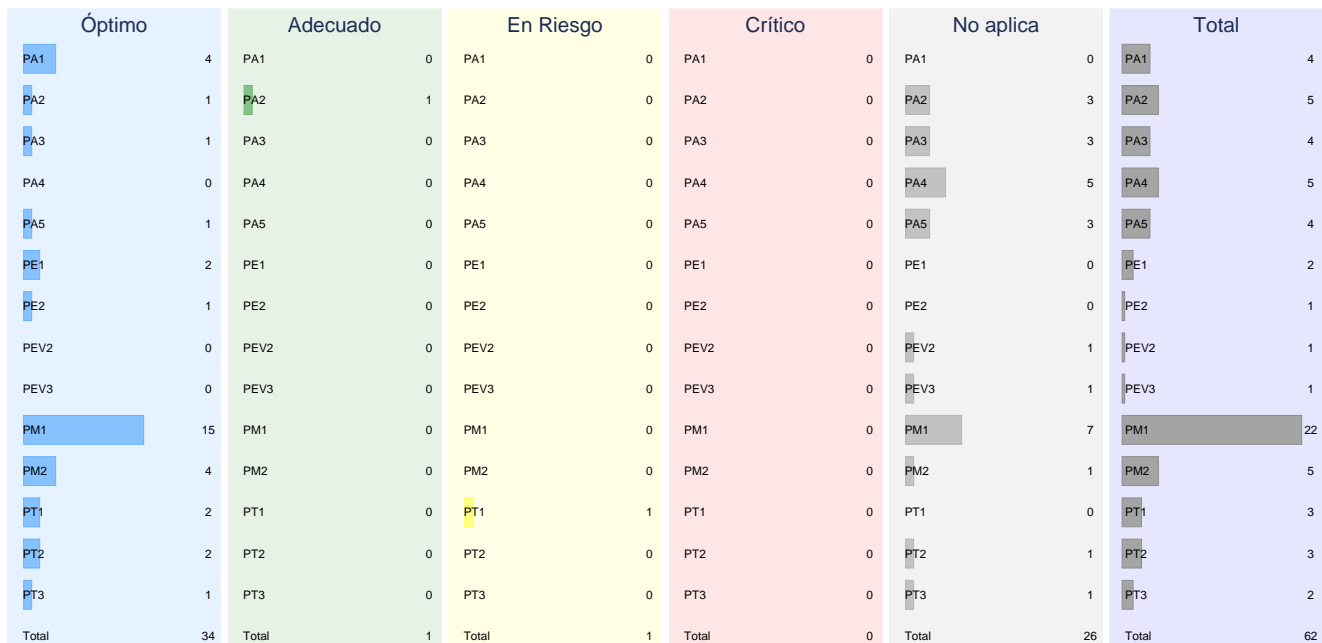 Óptimo Adecuado En Riesgo Crítico No aplica Total
PA1 4 PA1 0 PA1 0 PA1 0 PA1 0 PA1 4
PA2 1 PA2 1 PA2 0 PA2 0 PA2 3 PA2 5
PA3 1 PA3 0 PA3 0 PA3 0 PA3 3 PA3 4
PA4 0 PA4 0 PA4 0 PA4 0 PA4 5 PA4 5
PA5 1 PA5 0 PA5 0 PA5 0 PA5 3 PA5 4
PE1 2 PE1 0 PE1 0 PE1 0 PE1 0 PE1 2
PE2 1 PE2 0 PE2 0 PE2 0 PE2 0 PE2 1
PEV2 0 PEV2 0 PEV2 0 PEV2 0 PEV2 1 PEV2 1
PEV3 0 PEV3 0 PEV3 0 PEV3 0 PEV3 1 PEV3 1
PM1 15 PM1 0 PM1 0 PM1 0 PM1 7 PM1 22
PM2 4 PM2 0 PM2 0 PM2 0 PM2 1 PM2 5
PT1 2 PT1 0 PT1 1 PT1 0 PT1 0 PT1 3
PT2 2 PT2 0 PT2 0 PT2 0 PT2 1 PT2 3
PT3 1 PT3 0 PT3 0 PT3 0 PT3 1 PT3 2
Total 34 Total 1 Total 1 Total 0 Total 26 Total 62